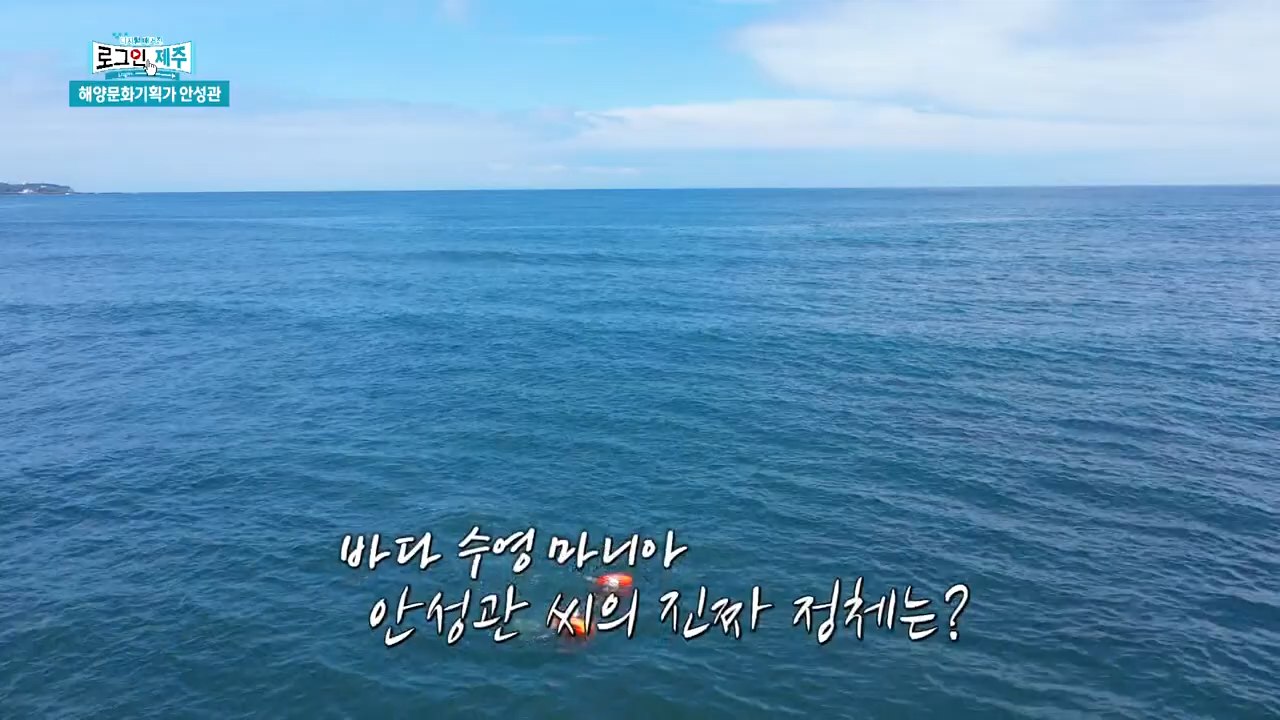 로그인 제주
해양문화기획가 안성관
바다 수영 마니아
안성관 씨의 진짜 정체는?